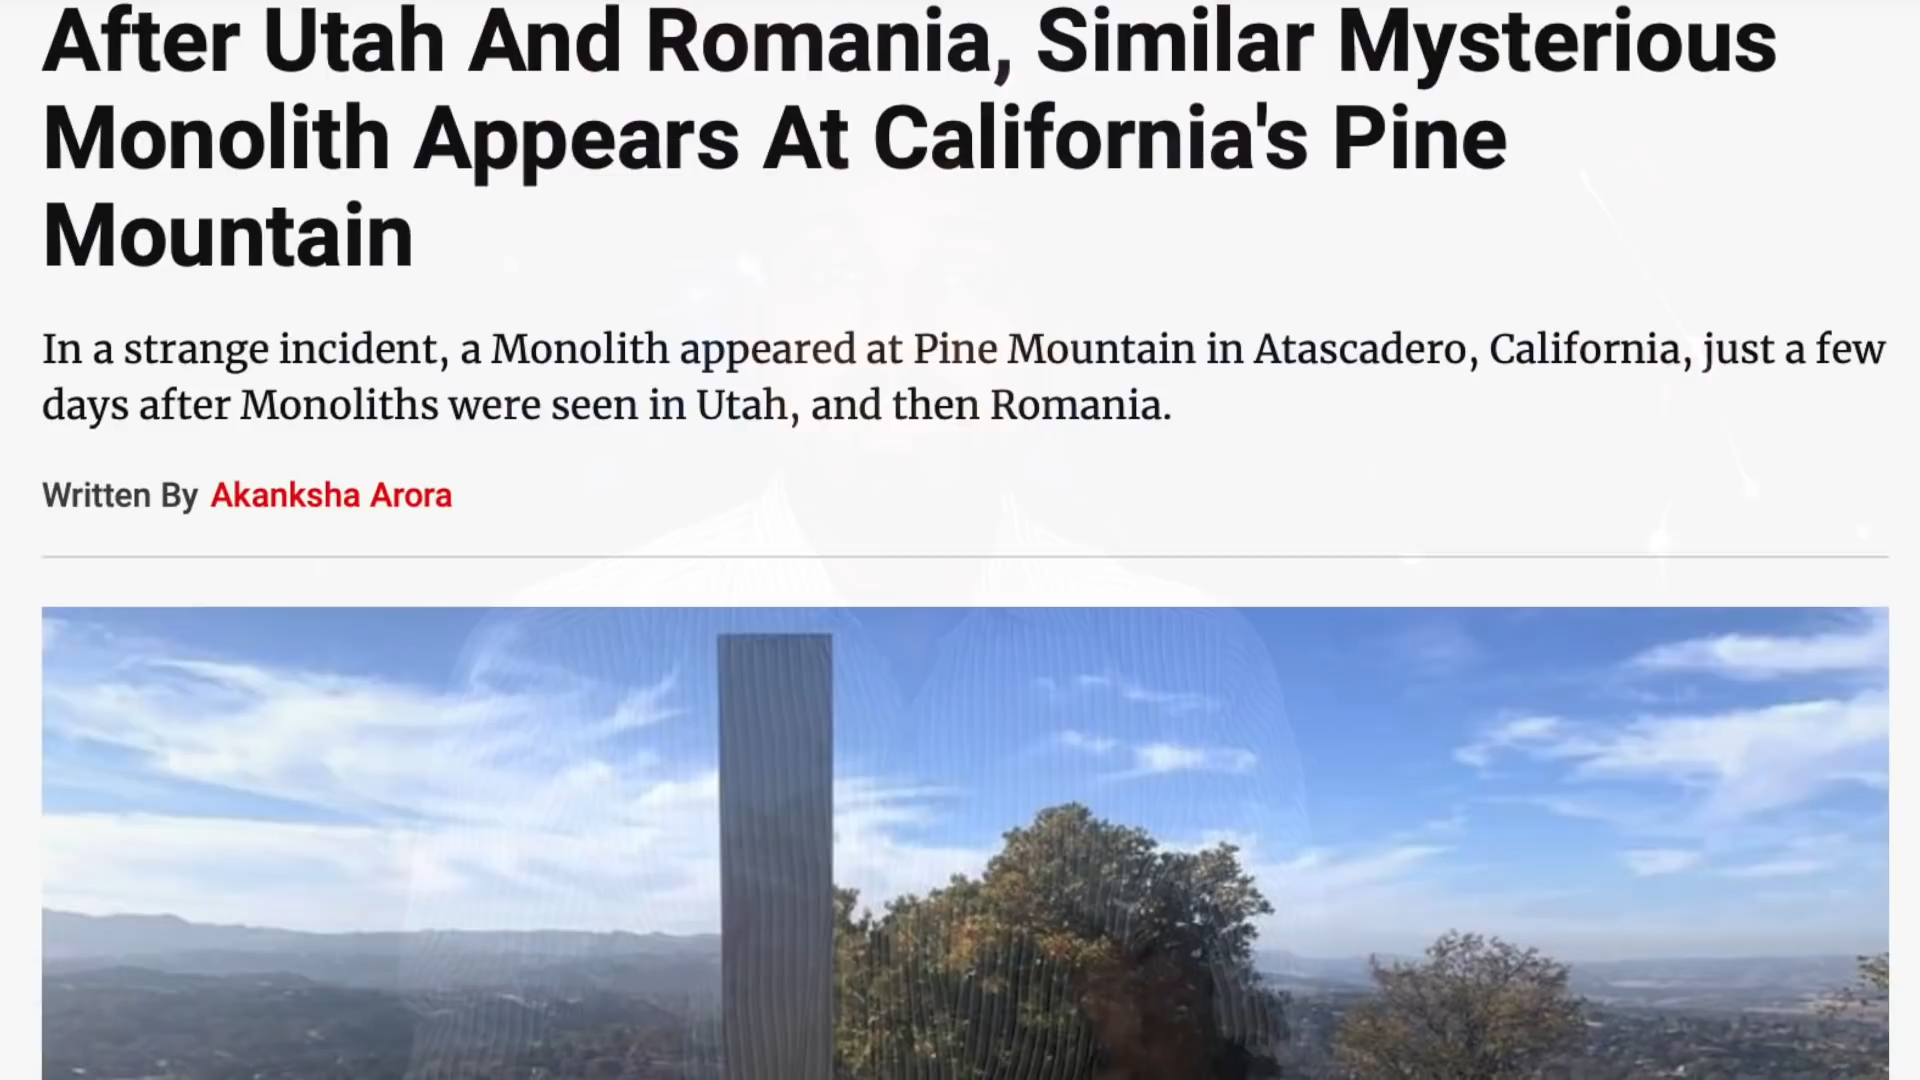 After Utah And Romania, Similar Mysterious
Monolith Appears At California's Pine
Mountain
In a strange incident, a Monolith appeared at Pine Mountain in Atascadero, California, just a few
days after Monoliths were seen in Utah, and then Romania.
Written By Akanksha Arora